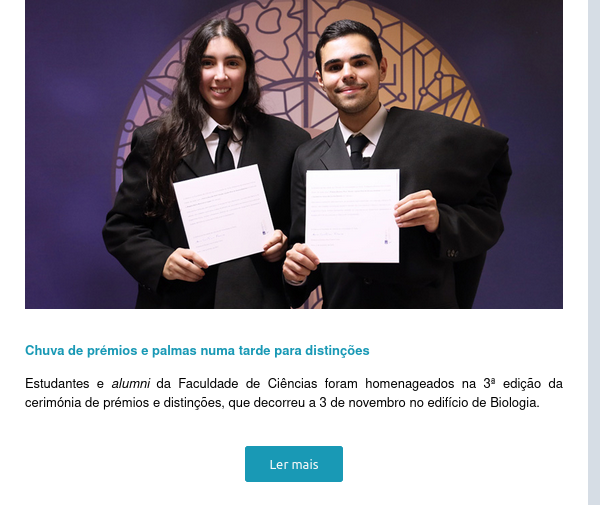 Chuva de prémios e palmas numa tarde para distinções
Estudantes e alumni da Faculdade de Ciências foram homenageados na 3ª edição da
cerimónia de prémios e distinções, que decorreu a 3 de novembro no edifício de Biologia.
Ler mais